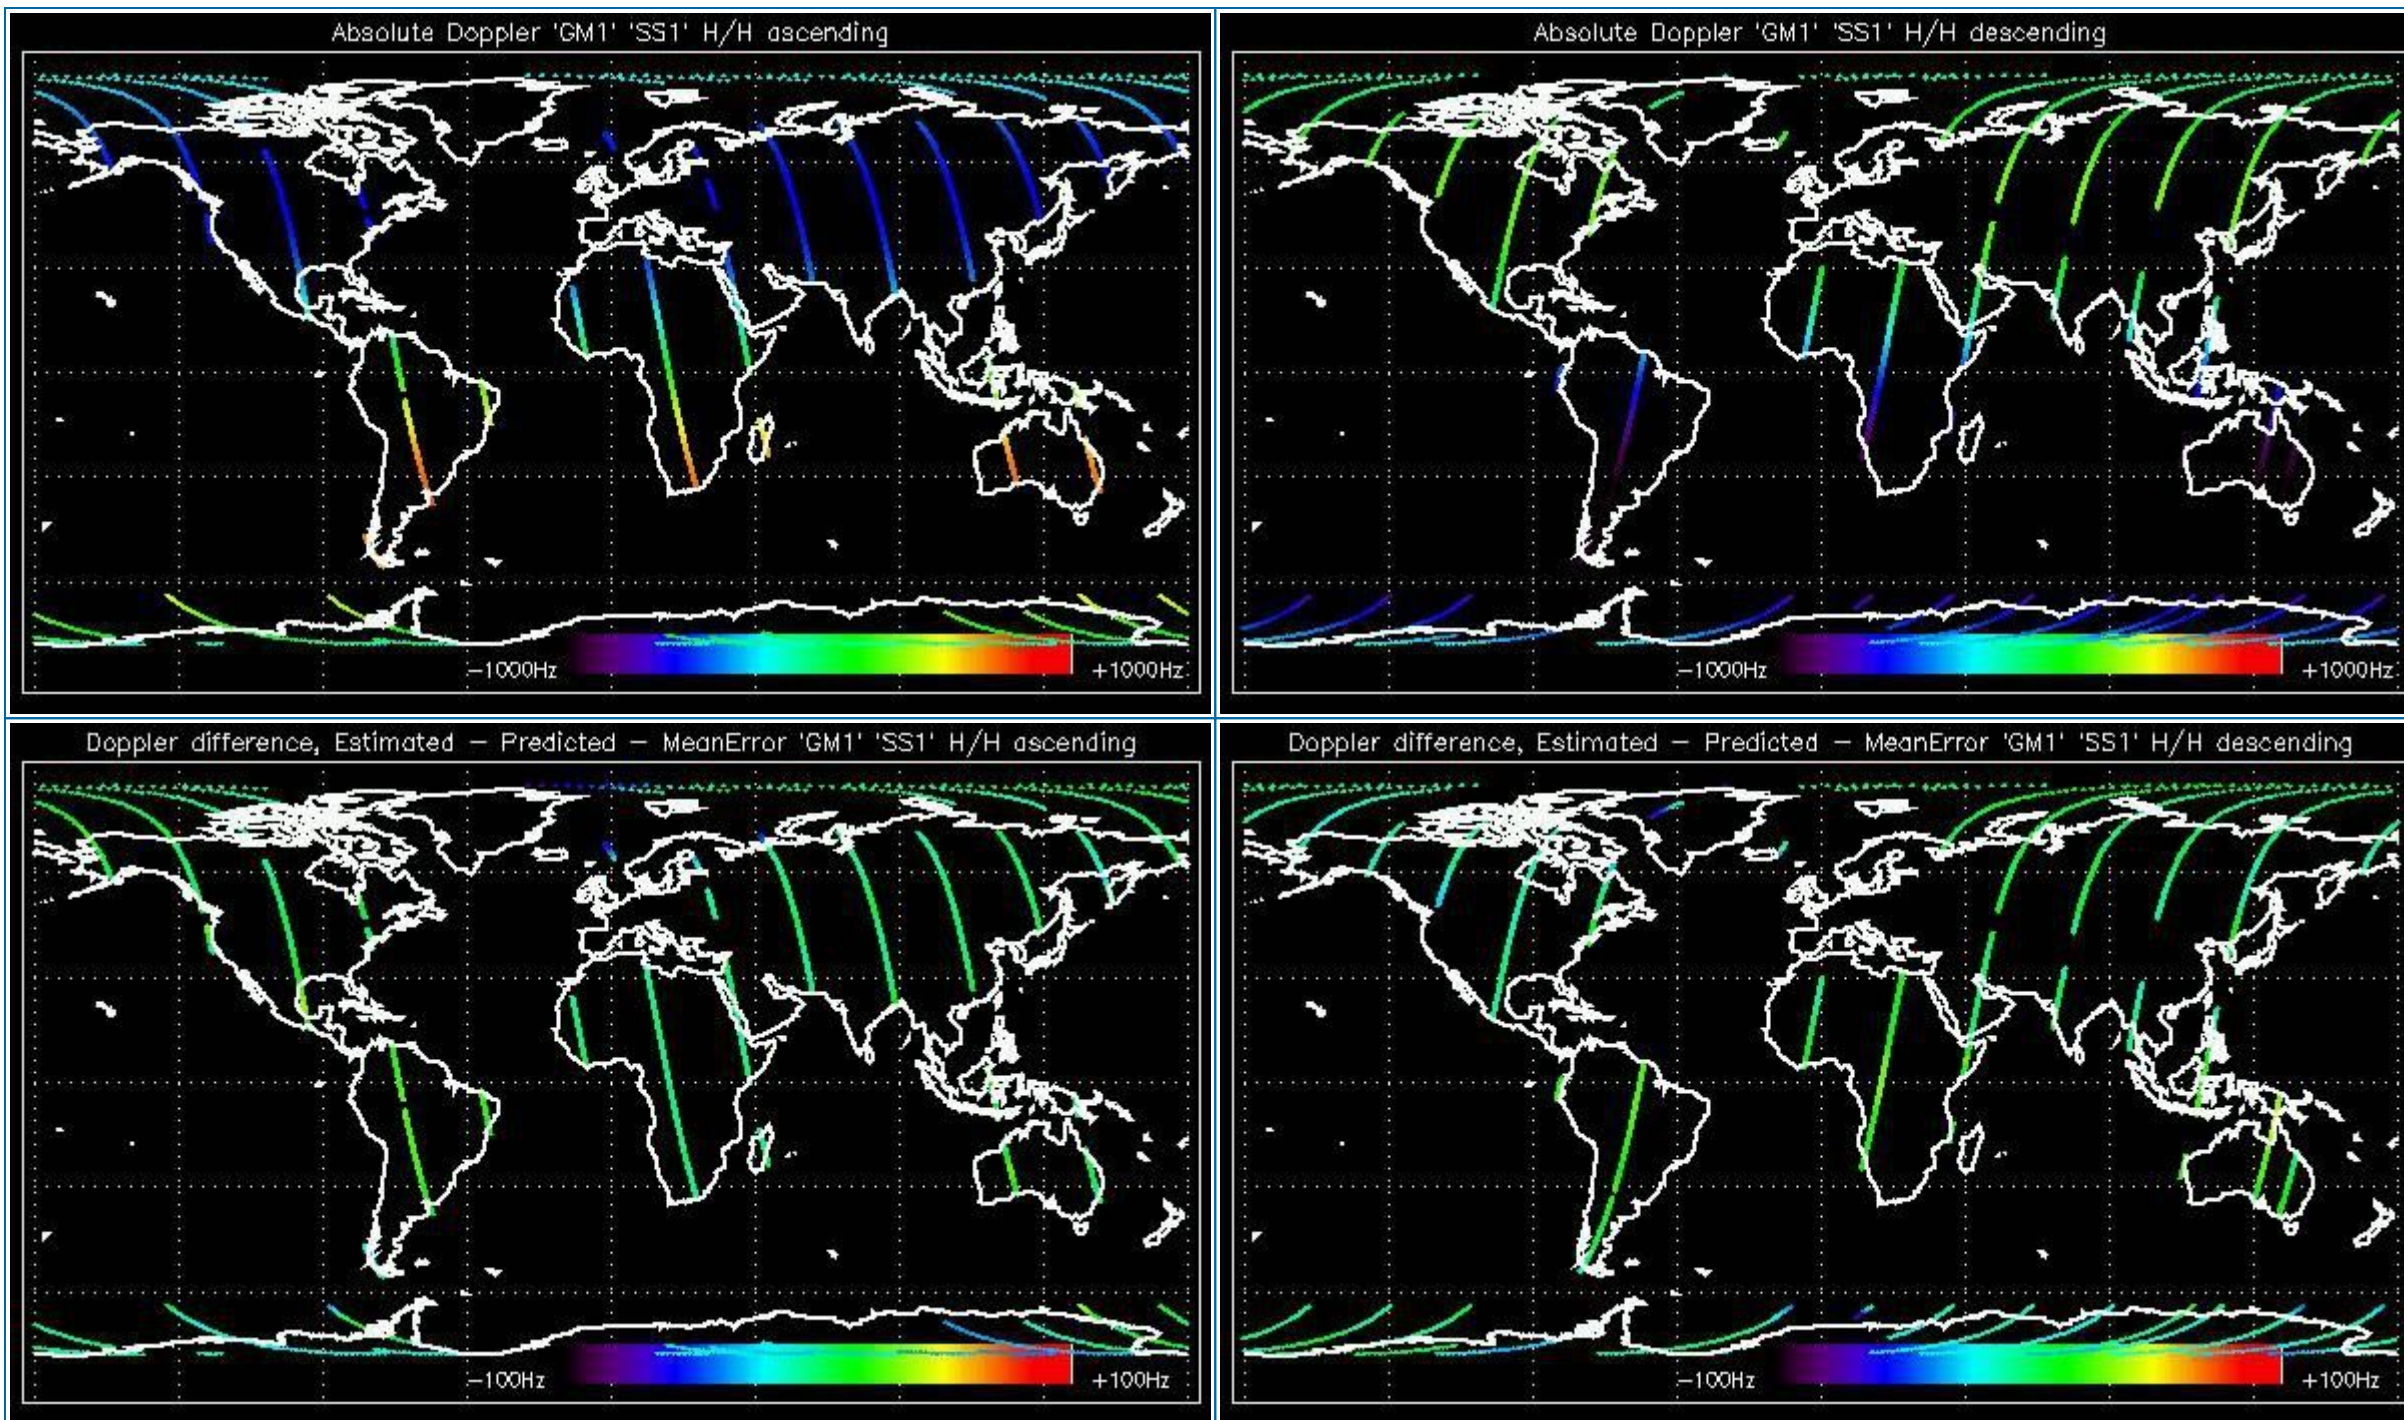 Absolute Doppler 'GM1' 'SS1' H/H ascending
-1000Hz
+1000Hz
Absolute Doppler 'GM1' 'SS1' H/H descending
-1000Hz
+1000Hz
Doppler difference, Estimated - Predicted - MeanError 'GM1' 'SS1' H/H ascending
-100Hz
+100Hz
Doppler difference, Estimated - Predicted - MeanError 'GM1' 'SS1' H/H descending
-100Hz
+100Hz